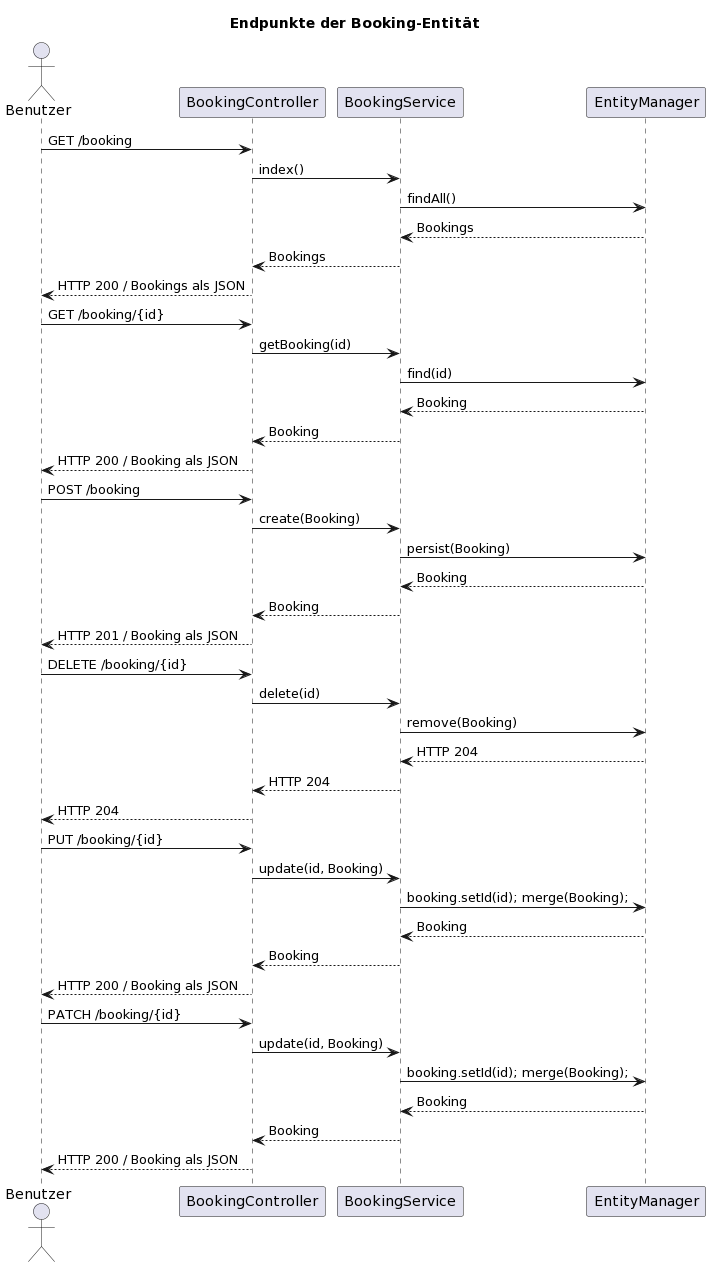 Endpunkte der Booking-Entität
Benutzer
BookingController
BookingService
EntityManager
GET /booking
index()
findAll()
Bookings
Bookings
HTTP 200 / Bookings als JSON
GET /booking/{id}
getBooking(id)
find(id)
Booking
Booking
HTTP 200 / Booking als JSON
POST /booking
create(Booking)
persist(Booking)
Booking
Booking
HTTP 201 / Booking als JSON
DELETE /booking/{id}
delete(id)
remove(Booking)
HTTP 204
HTTP 204
HTTP 204
PUT /booking/{id}
update(id, Booking)
booking.setId(id); merge(Booking);
Booking
Booking
HTTP 200 / Booking als JSON
PATCH /booking/{id}
update(id, Booking)
booking.setId(id); merge(Booking);
Booking
Booking
HTTP 200 / Booking als JSON
Benutzer
BookingController
BookingService
EntityManager